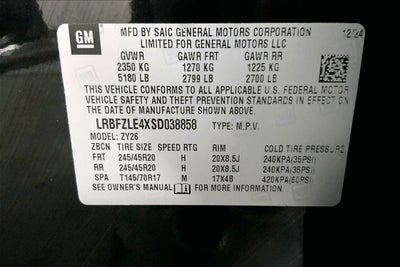 GM
MFD BY SAIC GENERAL MOTORS CORPORATION 12/24
LIMITED FOR GENERAL MOTORS LLC
GVWR GAWR FRT GAWR RR
2350 KG 1270 KG 1225 KG
5180 LB 2799 LB 2700 LB
THIS VEHICLE CONFORMS TO ALL APPLICABLE U.S. FEDERAL MOTOR
VEHICLE SAFETY AND THEFT PREVENTION STANDARDS IN EFFECT ON
THE DATE OF MANUFACTURE SHOWN ABOVE.
LRBFZLE4XSD038858 TYPE: M.P.V.
MODEL: ZY26
ZBCN TIRE SIZE SPEED RTG RIM COLD TIRE PRESSURE
FRT 245/45R20 H 20X8.5J 240KPA(35PSI)
RR 245/45R20 H 20X8.5J 240KPA(35PSI)
SPA T145/70R17 M 17X4B 420KPA(60PSI)
SEE OWNER MANUAL FOR MORE INFORMATION.